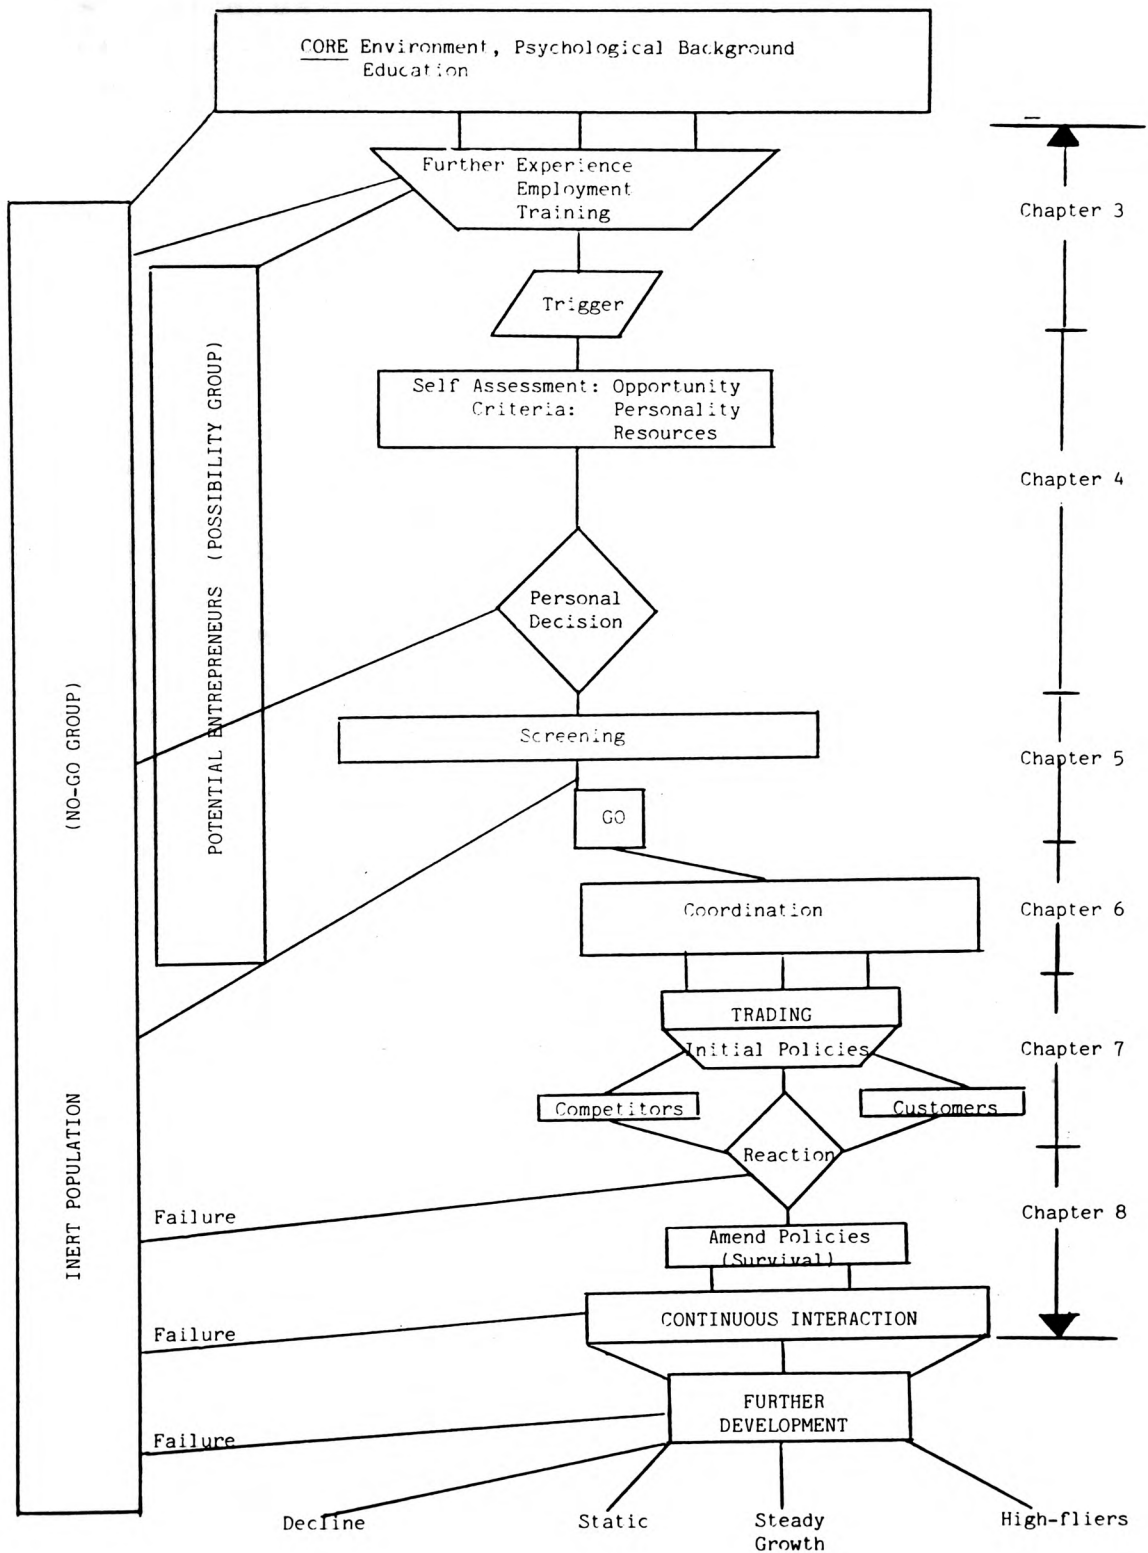 CORE Environment, Psychological Background
Education
Further Experience
Employment
Training
Chapter 3
Trigger
Self Assessment: Opportunity
Criteria: Personality
Resources
Chapter 4
POTENTIAL ENTREPRENEURS (POSSIBILITY GROUP)
Personal
Decision
INERT POPULATION (NO-GO GROUP)
Screening
Chapter 5
GO
Coordination
Chapter 6
TRADING
Initial Policies
Chapter 7
Competitors
Customers
Reaction
Failure
Chapter 8
Amend Policies
(Survival)
Failure
CONTINUOUS INTERACTION
FURTHER
DEVELOPMENT
Failure
Decline
Static
Steady
Growth
High-fliers